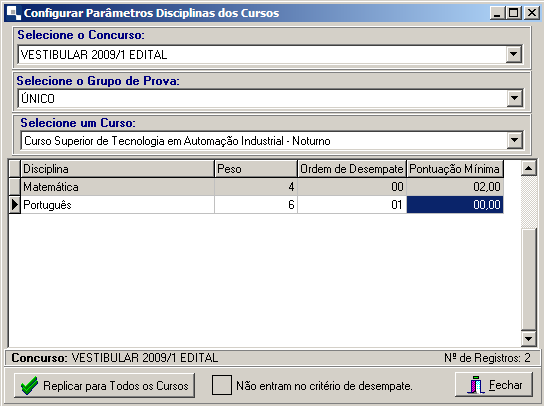 Configurar Parâmetros Disciplinas dos Cursos
Selecione o Concurso:
VESTIBULAR 2009/1 EDITAL
Selecione o Grupo de Prova:
ÚNICO
Selecione um Curso:
Curso Superior de Tecnologia em Automação Industrial - Noturno
Disciplina Peso Ordem de Desempate Pontuação Mínima
Matemática 4 00 02,00
Português 6 01 00,00
Concurso: VESTIBULAR 2009/1 EDITAL Nº de Registros: 2
Replicar para Todos os Cursos Não entram no critério de desempate. Fechar